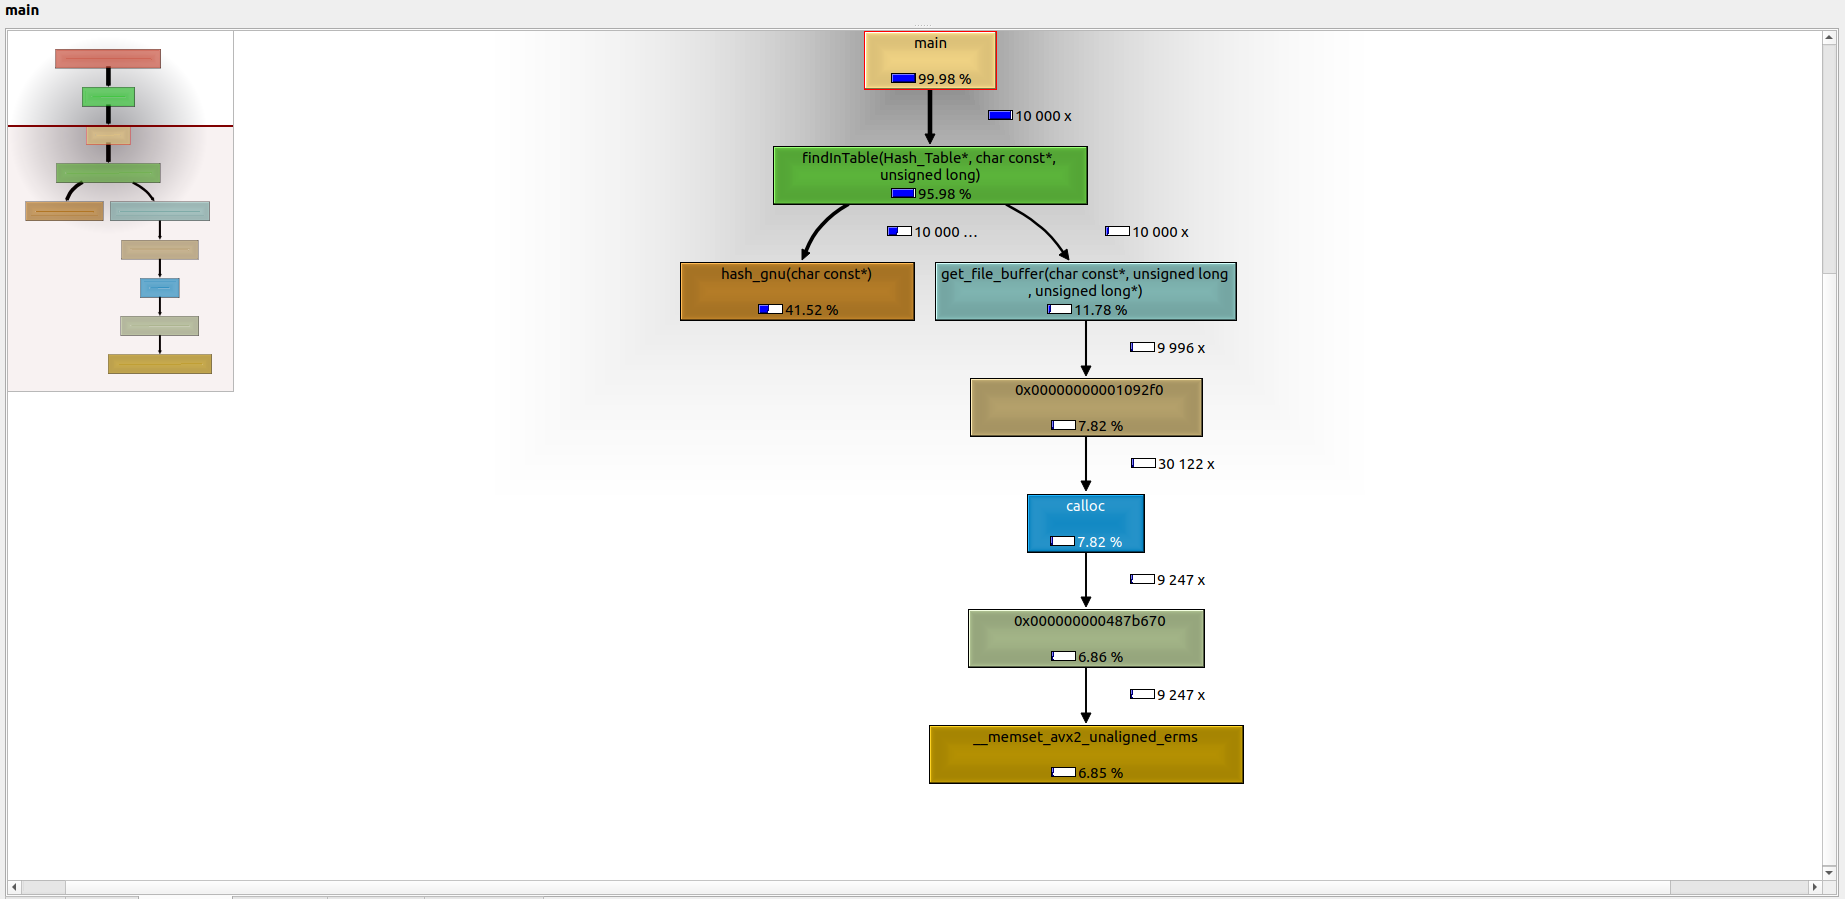 main
main
99.98 %
10 000 x
findInTable(Hash_Table*, char const*,
unsigned long)
95.98 %
10 000 ...
10 000 x
hash_gnu(char const*)
41.52 %
get_file_buffer(char const*, unsigned long
, unsigned long*)
11.78 %
9 996 x
0x00000000001092f0
7.82 %
30 122 x
calloc
7.82 %
9 247 x
0x000000000487b670
6.86 %
9 247 x
__memset_avx2_unaligned_erms
6.85 %